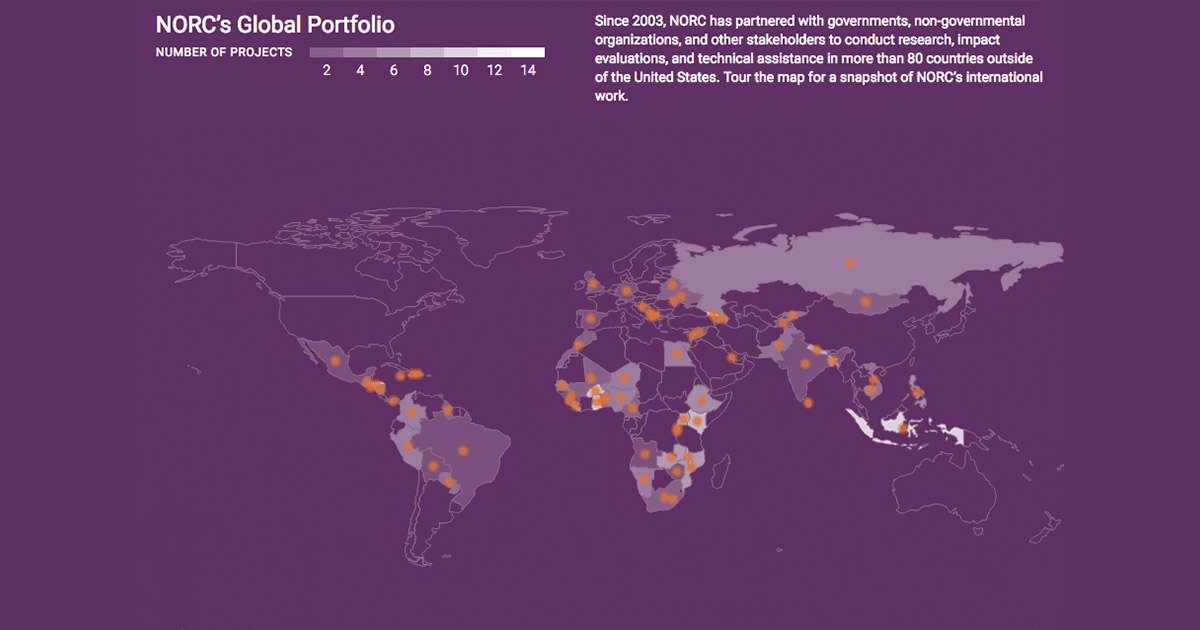 NORC’s Global Portfolio
NUMBER OF PROJECTS
2 4 6 8 10 12 14
Since 2003, NORC has partnered with governments, non-governmental
organizations, and other stakeholders to conduct research, impact
evaluations, and technical assistance in more than 80 countries outside
of the United States. Tour the map for a snapshot of NORC’s international
work.